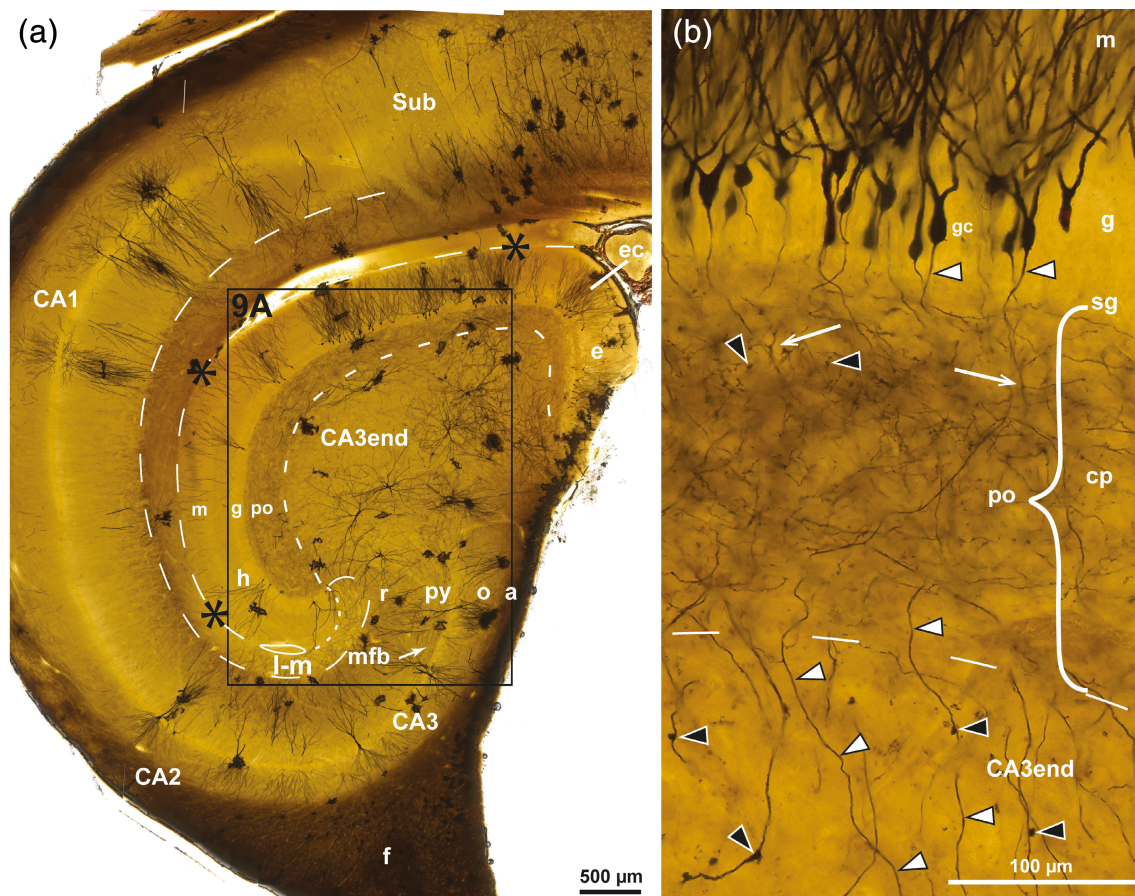 (a)
Sub
ec
CA1
9A
e
CA3end
m
g
po
h
r
py
o
a
l-m
mfb
CA3
CA2
f
500 µm
(b)
m
gc
g
sg
po
cp
CA3end
100 µm